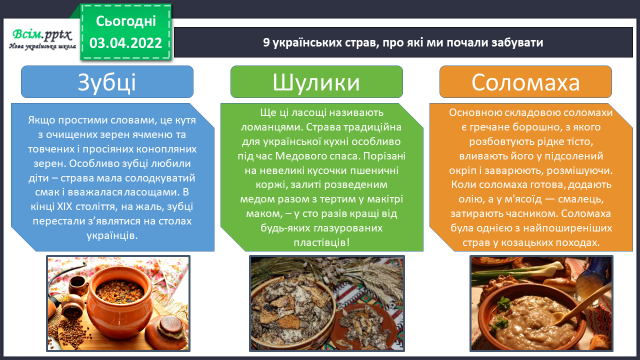 Всім.pptx
Нова українська школа
Сьогодні
03.04.2022
9 українських страв, про які ми почали забувати
Зубці
Якщо простими словами, це кутя
з очищених зерен ячменю та
товчених і просіяних конопляних
зерен. Особливо зубці любили
діти – страва мала солодкуватий
смак і вважалася ласощами. В
кінці XIX століття, на жаль, зубці
перестали з’являтися на столах
українців.
Шулики
Ще ці ласощі називають
ломанцями. Страва традиційна
для української кухні особливо
під час Медового спаса. Порізані
на невеликі кусочки пшеничні
коржі, залиті розведеним
медом разом з тертим у макітрі
маком, – у сто разів кращі від
будь-яких глазурованих
пластівців!
Соломаха
Основною складовою соломахи
є гречане борошно, з якого
розбовтують рідке тісто,
вливають його у підсолений
окріп і заварюють, розмішуючи.
Коли соломаха готова, додають
олію, а у м'ясоїд — смалець,
затирають часником. Соломаха
була однією з найпоширеніших
страв у козацьких походах.